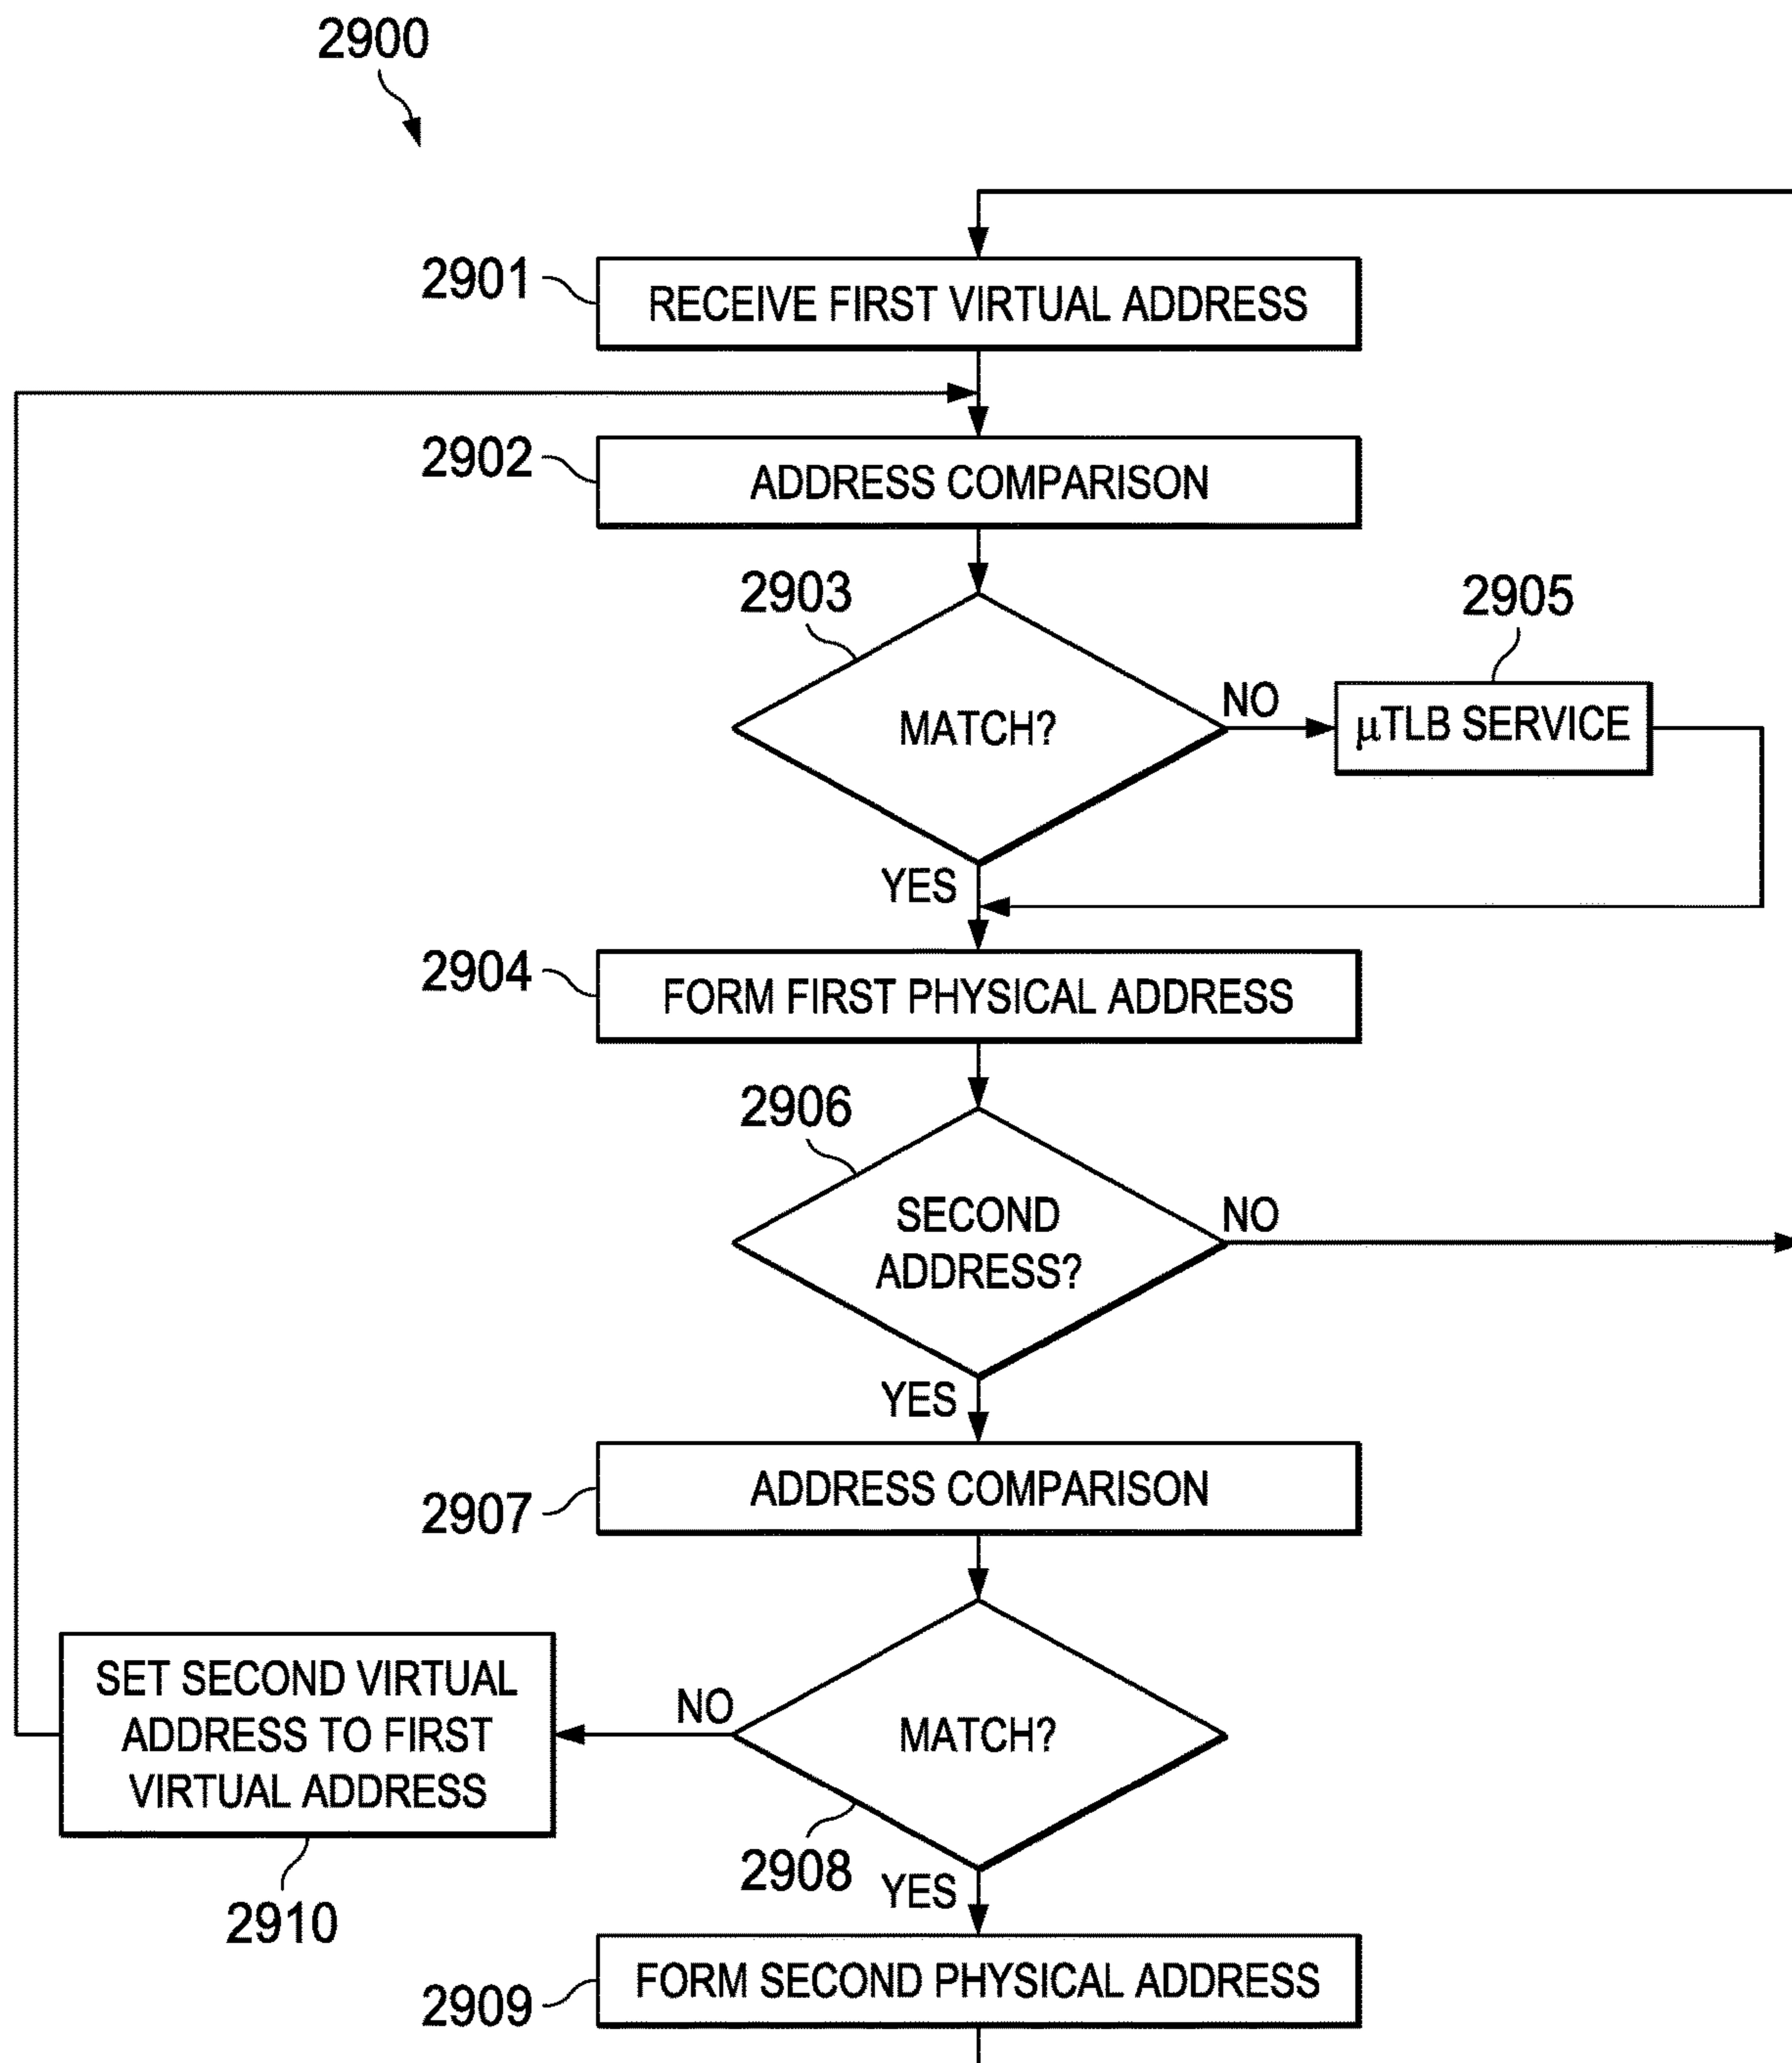 2900
2901
RECEIVE FIRST VIRTUAL ADDRESS
2902
ADDRESS COMPARISON
2903
MATCH?
NO
2905
μTLB SERVICE
YES
2904
FORM FIRST PHYSICAL ADDRESS
2906
SECOND
ADDRESS?
NO
YES
2907
ADDRESS COMPARISON
SET SECOND VIRTUAL
ADDRESS TO FIRST
VIRTUAL ADDRESS
2910
NO
MATCH?
2908
YES
2909
FORM SECOND PHYSICAL ADDRESS